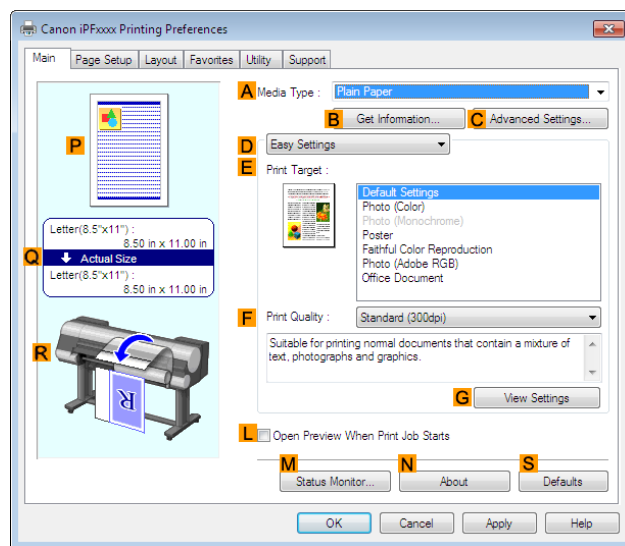 Canon iPFxxxx Printing Preferences
Main
Page Setup
Layout
Favorites
Utility
Support
A Media Type : Plain Paper
B Get Information...
C Advanced Settings...
P
D Easy Settings
E Print Target :
Default Settings
Photo (Color)
Photo (Monochrome)
Poster
Faithful Color Reproduction
Photo (Adobe RGB)
Office Document
Letter(8.5"x11") :
8.50 in x 11.00 in
Q Actual Size
Letter(8.5"x11") :
8.50 in x 11.00 in
F Print Quality : Standard (300dpi)
Suitable for printing normal documents that contain a mixture of
text, photographs and graphics.
R
R
G View Settings
L Open Preview When Print Job Starts
M Status Monitor...
N About
S Defaults
OK
Cancel
Apply
Help